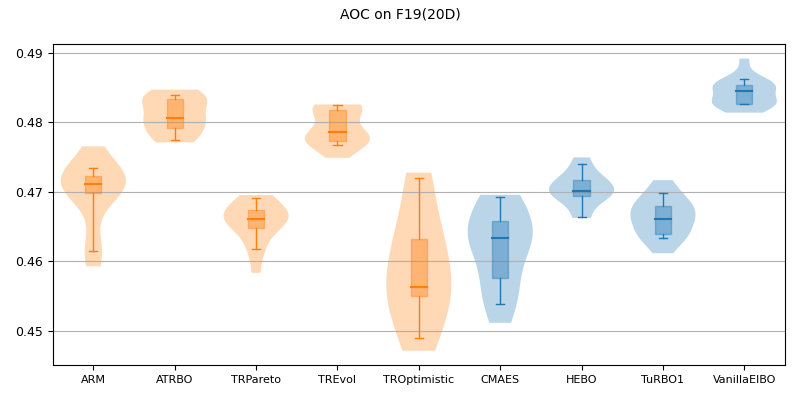 AOC on F19(20D)
0.49
0.48
0.47
0.46
0.45
ARM ATRBO TRPareto TREvol TROptimistic CMAES HEBO TuRBO1 VanillaEIBO